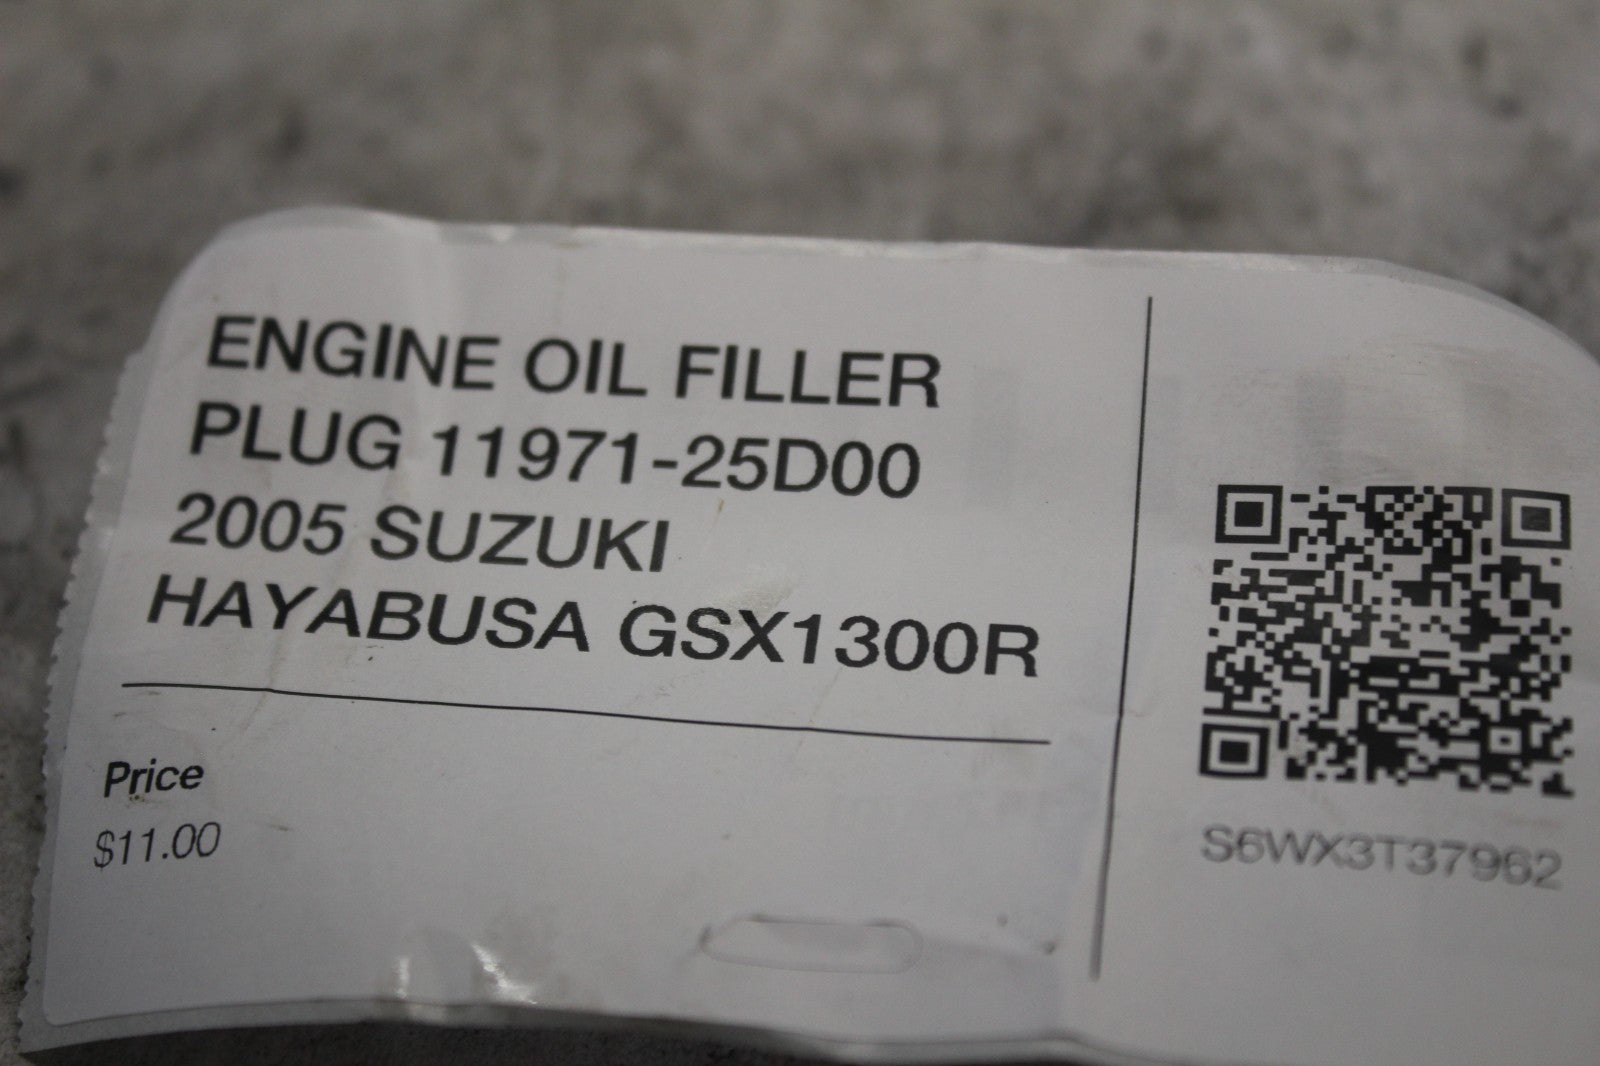 ENGINE OIL FILLER
PLUG 11971-25D00
2005 SUZUKI
HAYABUSA GSX1300R
Price
$11.00
S6WX3T37962